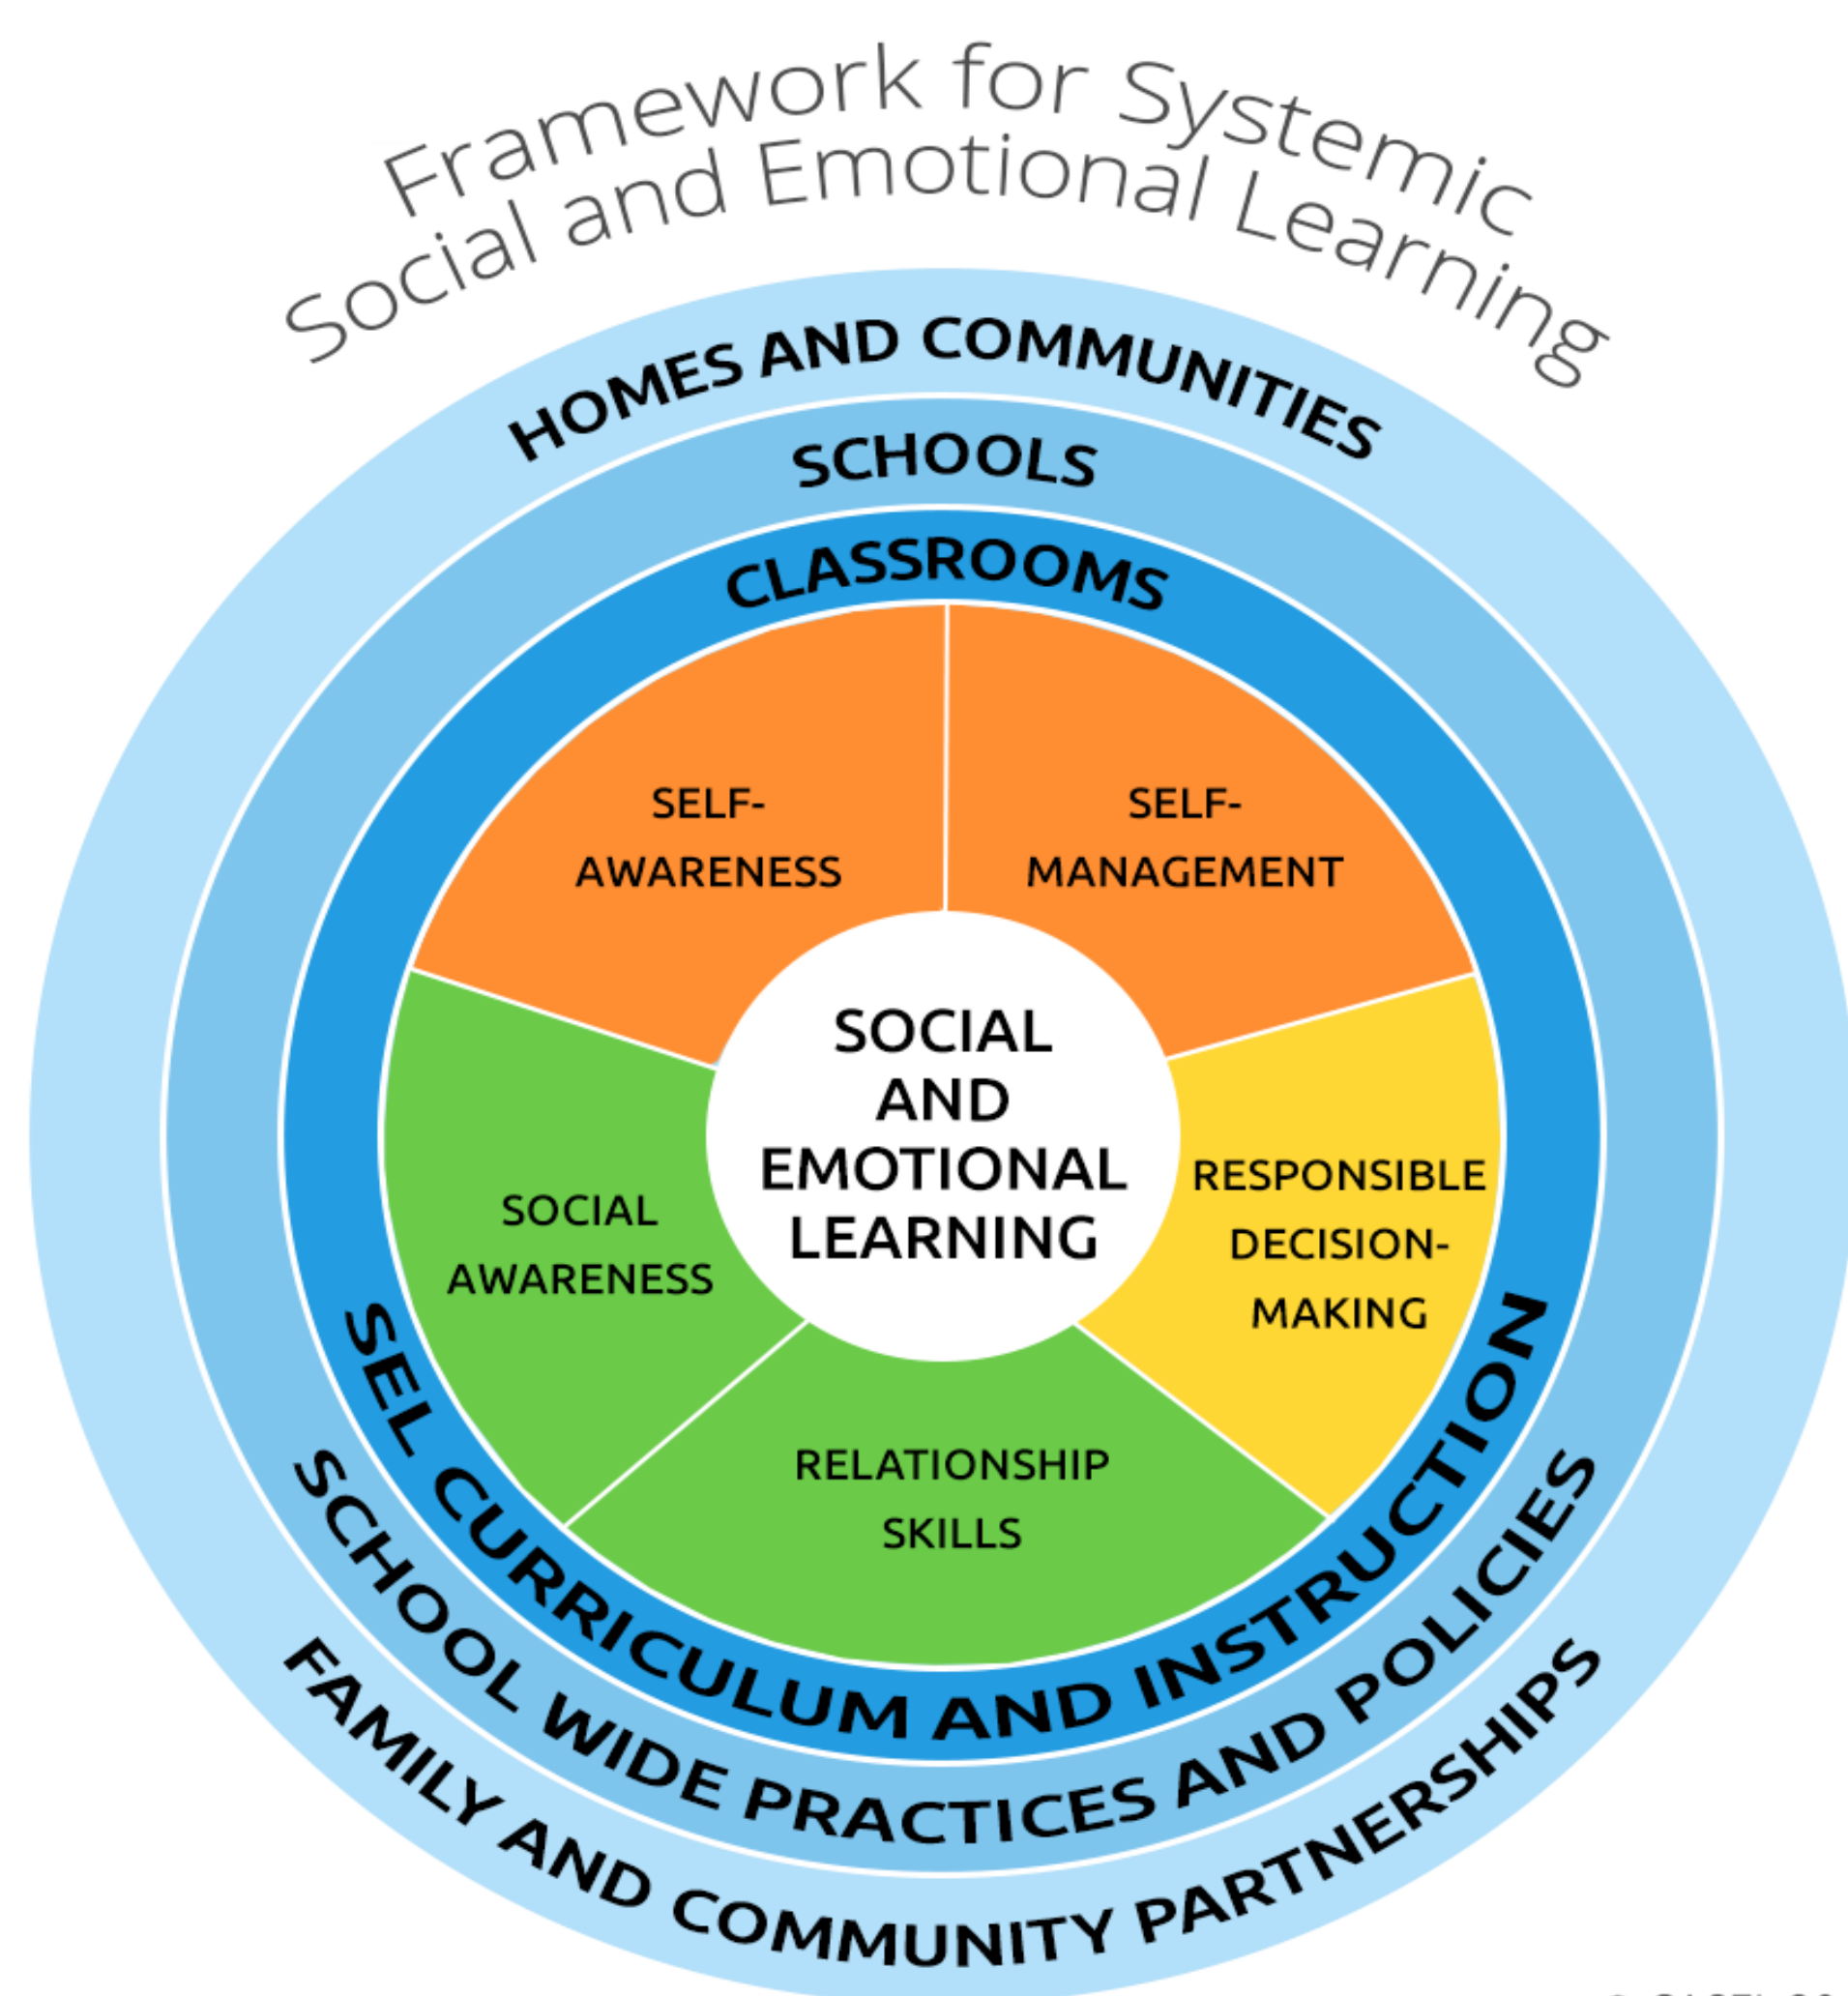 Framework for Systemic
Social and Emotional Learning
HOMES AND COMMUNITIES
SCHOOLS
CLASSROOMS
SELF-
AWARENESS
SELF-
MANAGEMENT
SOCIAL
AND
EMOTIONAL
LEARNING
SOCIAL
AWARENESS
RESPONSIBLE
DECISION-
MAKING
RELATIONSHIP
SKILLS
SEL CURRICULUM AND INSTRUCTION
SCHOOL WIDE PRACTICES AND POLICIES
FAMILY AND COMMUNITY PARTNERSHIPS